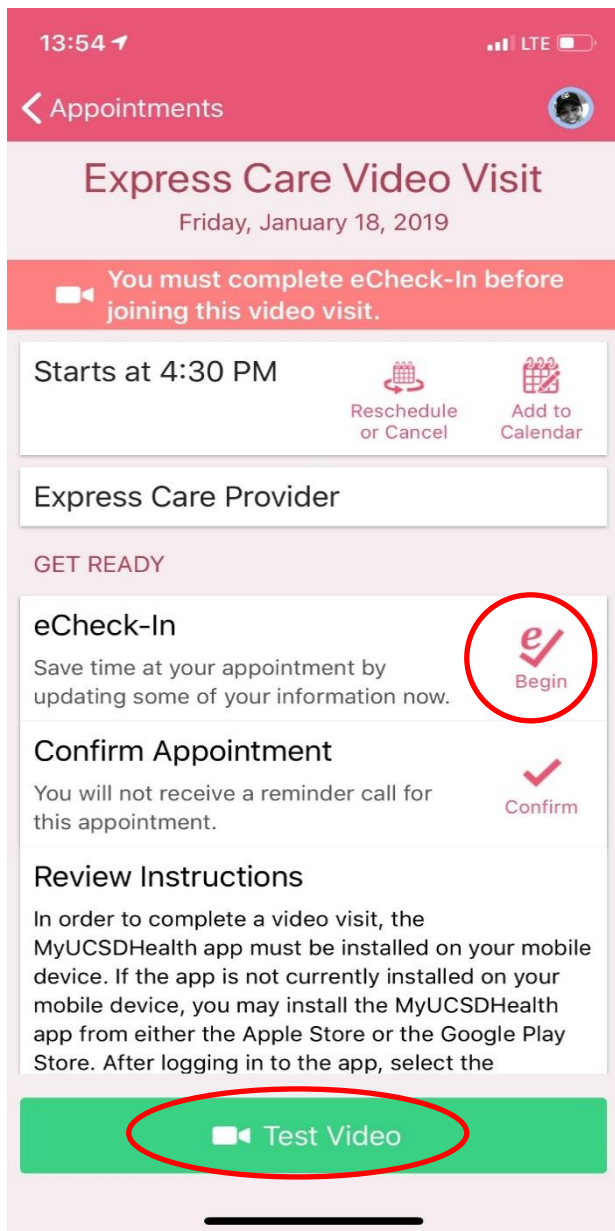 13:54
LTE
Appointments
Express Care Video Visit
Friday, January 18, 2019
You must complete eCheck-In before
joining this video visit.
Starts at 4:30 PM
Reschedule
or Cancel
Add to
Calendar
Express Care Provider
GET READY
eCheck-In
Save time at your appointment by
updating some of your information now.
e
Begin
Confirm Appointment
You will not receive a reminder call for
this appointment.
Confirm
Review Instructions
In order to complete a video visit, the
MyUCSDHealth app must be installed on your mobile
device. If the app is not currently installed on your
mobile device, you may install the MyUCSDHealth
app from either the Apple Store or the Google Play
Store. After logging in to the app, select the
Test Video